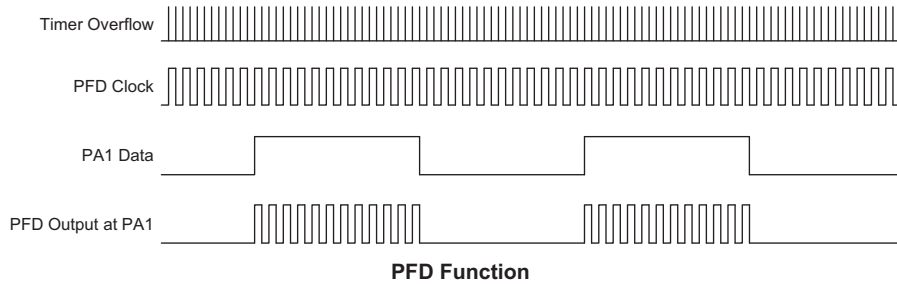 Timer Overflow
PFD Clock
PA1 Data
PFD Output at PA1
PFD Function